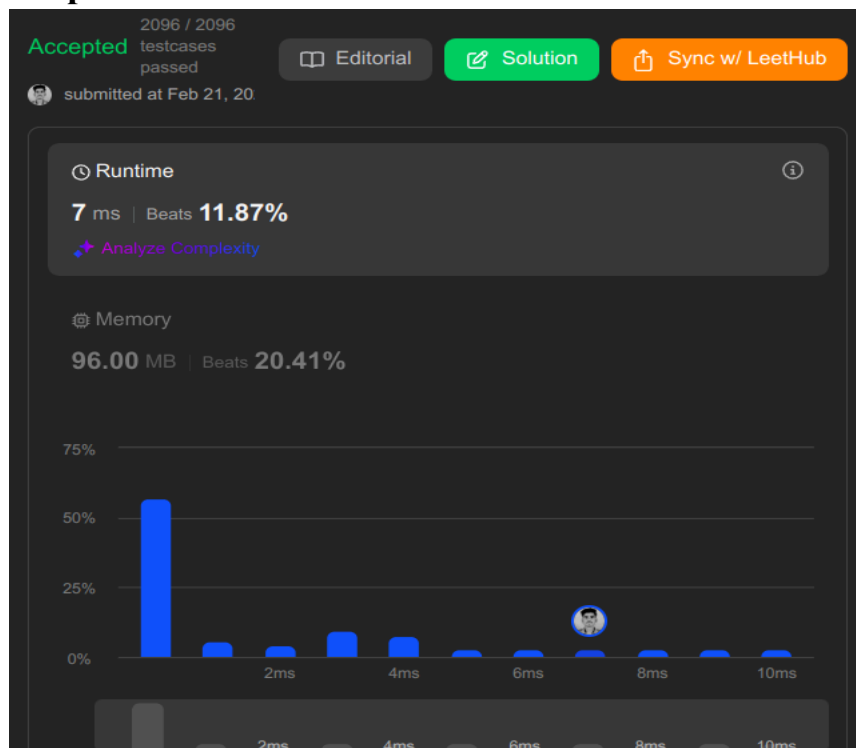 2096 / 2096
Accepted testcases
passed
Editorial
Solution
Sync w/ LeetHub
submitted at Feb 21, 20
Runtime
7 ms | Beats 11.87%
Analyze Complexity
Memory
96.00 MB | Beats 20.41%
75%
50%
25%
0%
2ms 4ms 6ms 8ms 10ms
2ms 4ms 6ms 8ms 10ms